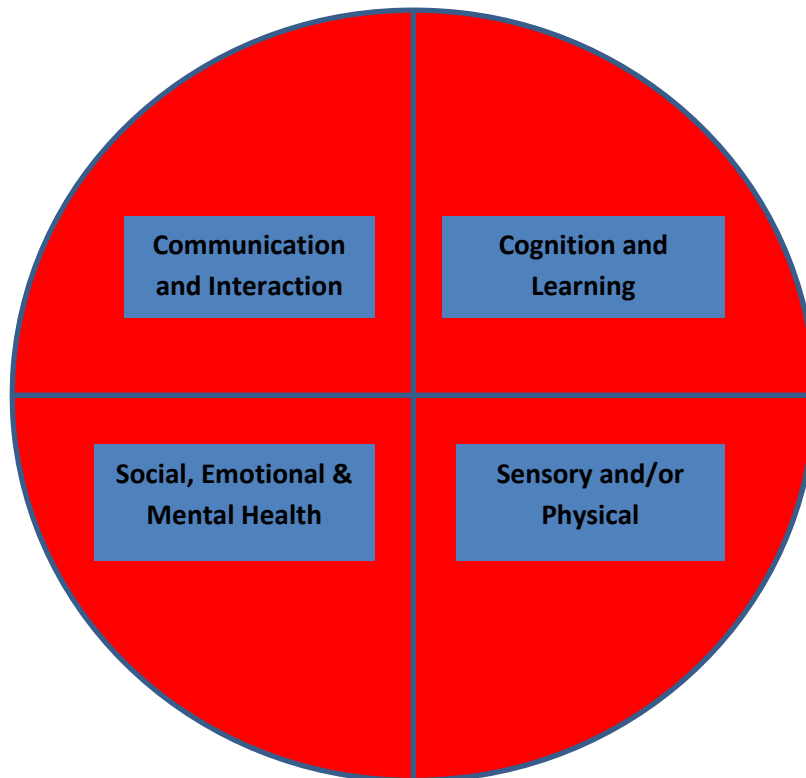 Communication
and Interaction
Cognition and
Learning
Social, Emotional &
Mental Health
Sensory and/or
Physical